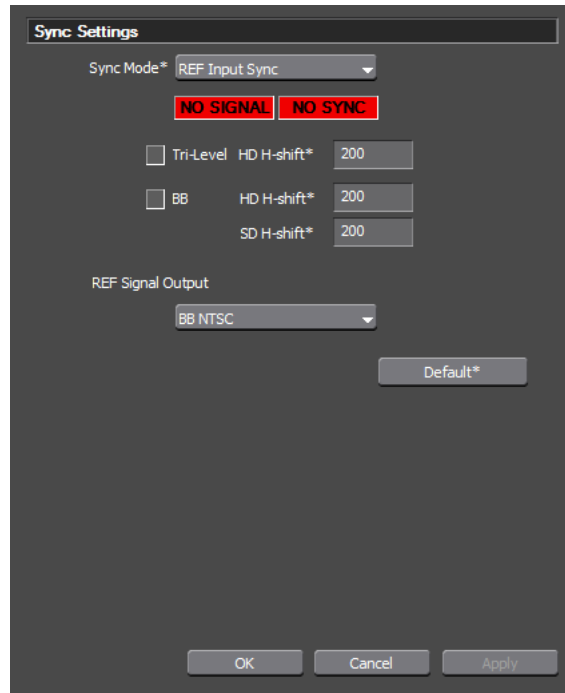 Sync Settings
Sync Mode* REF Input Sync
NO SIGNAL NO SYNC
Tri-Level HD H-shift* 200
BB HD H-shift* 200
SD H-shift* 200
REF Signal Output
BB NTSC
Default*
OK Cancel Apply